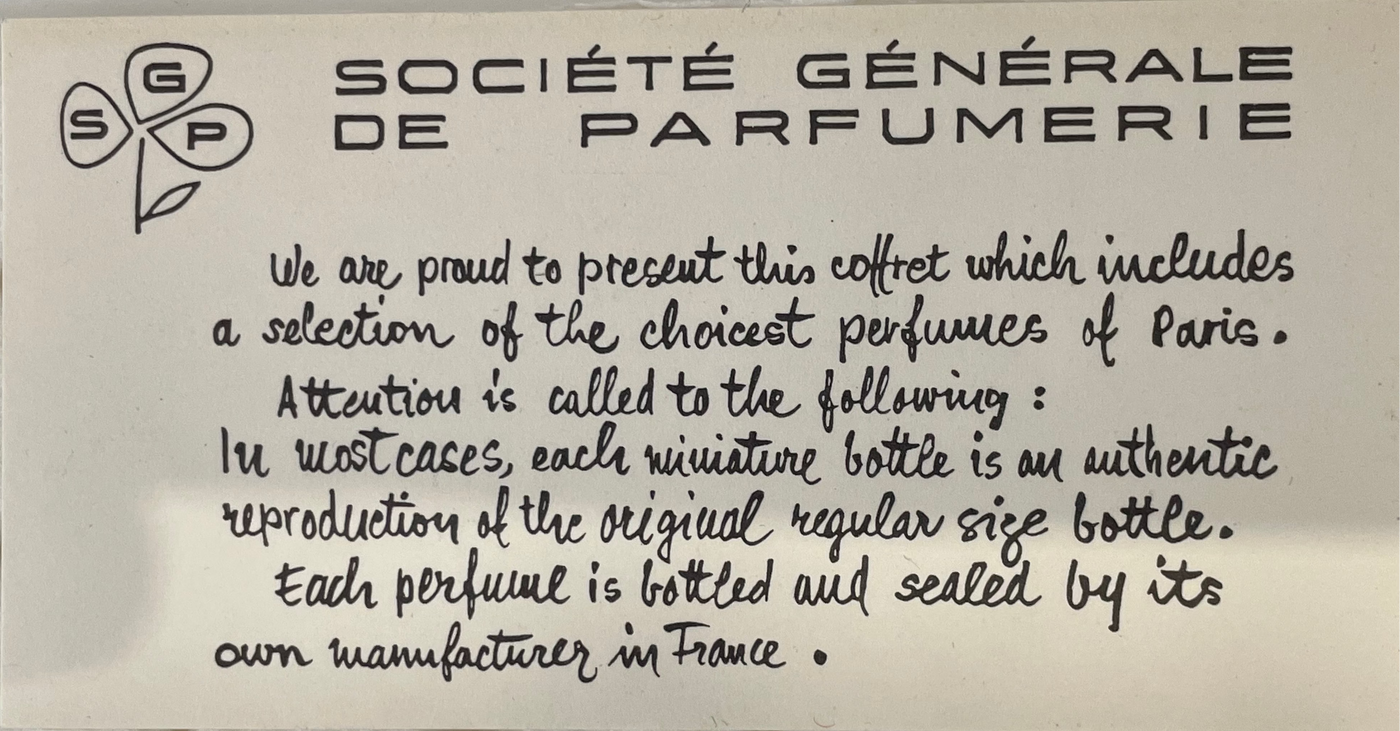 S G P
SOCIÉTÉ GÉNÉRALE
DE PARFUMERIE
We are proud to present this coffret which includes
a selection of the choicest perfumes of Paris.
Attention is called to the following :
In most cases, each miniature bottle is an authentic
reproduction of the original regular size bottle.
Each perfume is bottled and sealed by its
own manufacturer in France .